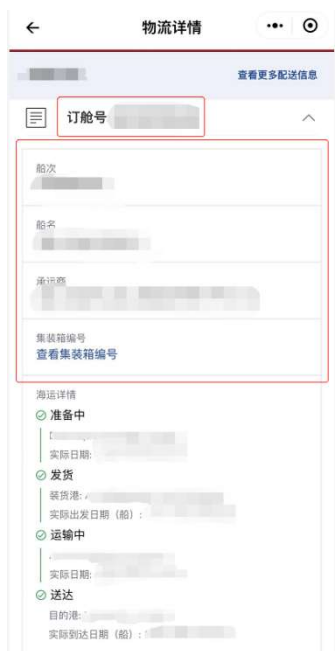 物流详情
查看更多配送信息
订舱号
船次
船名
承运商
集装箱编号
查看集装箱编号
海运详情
准备中
实际日期:
发货
装货港:
实际出发日期（船）:
运输中
实际日期:
送达
目的港:
实际到达日期（船）: